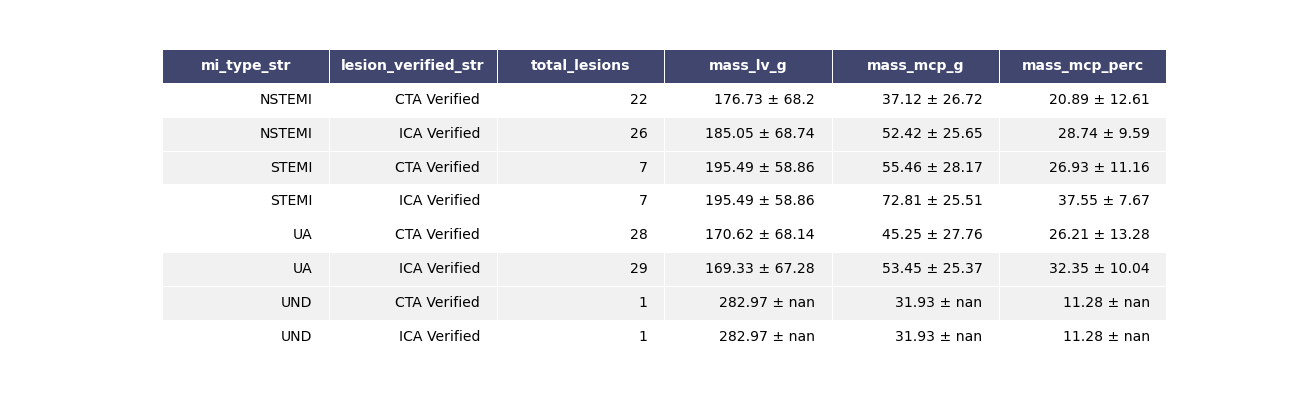 mi_type_str lesion_verified_str total_lesions mass_lv_g mass_mcp_g mass_mcp_perc
NSTEMI CTA Verified 22 176.73 ± 68.2 37.12 ± 26.72 20.89 ± 12.61
NSTEMI ICA Verified 26 185.05 ± 68.74 52.42 ± 25.65 28.74 ± 9.59
STEMI CTA Verified 7 195.49 ± 58.86 55.46 ± 28.17 26.93 ± 11.16
STEMI ICA Verified 7 195.49 ± 58.86 72.81 ± 25.51 37.55 ± 7.67
UA CTA Verified 28 170.62 ± 68.14 45.25 ± 27.76 26.21 ± 13.28
UA ICA Verified 29 169.33 ± 67.28 53.45 ± 25.37 32.35 ± 10.04
UND CTA Verified 1 282.97 ± nan 31.93 ± nan 11.28 ± nan
UND ICA Verified 1 282.97 ± nan 31.93 ± nan 11.28 ± nan